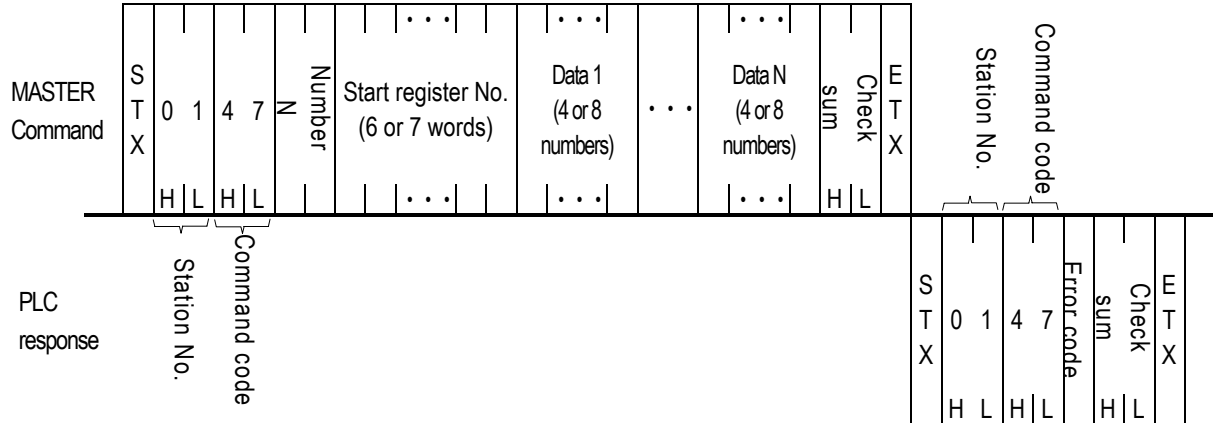 MASTER
Command
S
T
X
0 1
4 7
N
Number
Start register No.
(6 or 7 words)
• • •
• • •
Data 1
(4 or 8
numbers)
• • •
• • •
• • •
Data N
(4 or 8
numbers)
• • •
• • •
Check
sum
E
T
X
H L
H L
H L
Station No.
Command code
Station No.
Command code
PLC
response
S
T
X
0 1
4 7
Error code
Check
sum
E
T
X
H L
H L
H L